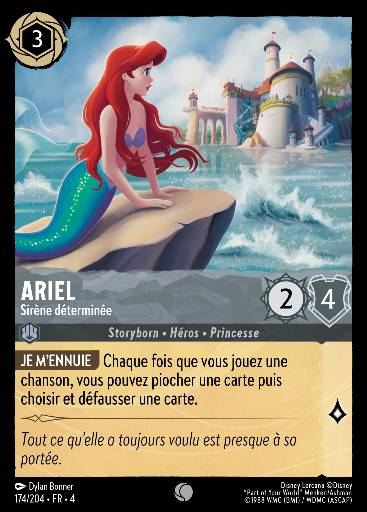 3
ARIEL
Sirène déterminée
2
4
Storyborn • Héros • Princesse
JE M'ENNUIE Chaque fois que vous jouez une
chanson, vous pouvez piocher une carte puis
choisir et défausser une carte.
Tout ce qu'elle a toujours voulu est presque à so
portée.
Dylan Bonner
174/204 • FR • 4
Disney Lorcana ©Disney
"Part of Your World" Menken/Ashman
©1988 WMC (BMI) / WDMC (ASCAP)